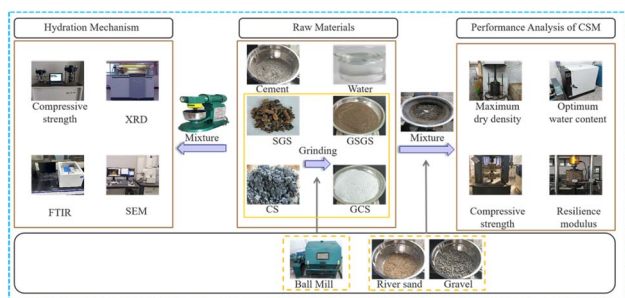 Hydration Mechanism
Raw Materials
Performance Analysis of CSM
Compressive
strength
XRD
FTIR
SEM
Mixture
Cement
Water
SGS
GSGS
Grinding
CS
GCS
Mixture
Maximum
dry density
Optimum
water content
Compressive
strength
Resilience
modulus
Ball Mill
River sand
Gravel